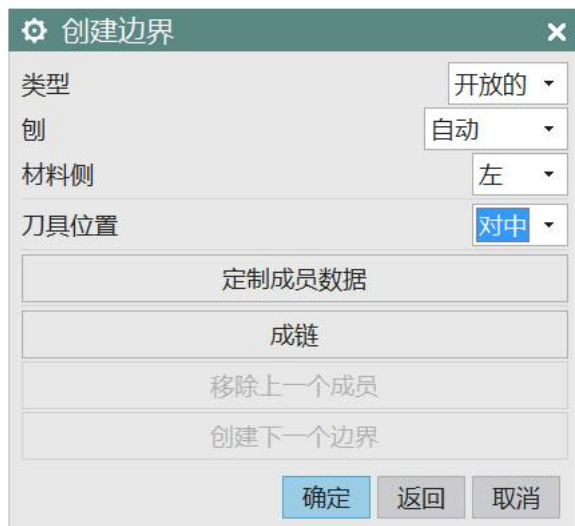 创建边界
类型 开放的
刨 自动
材料侧 左
刀具位置 对中
定制成员数据
成链
移除上一个成员
创建下一个边界
确定 返回 取消